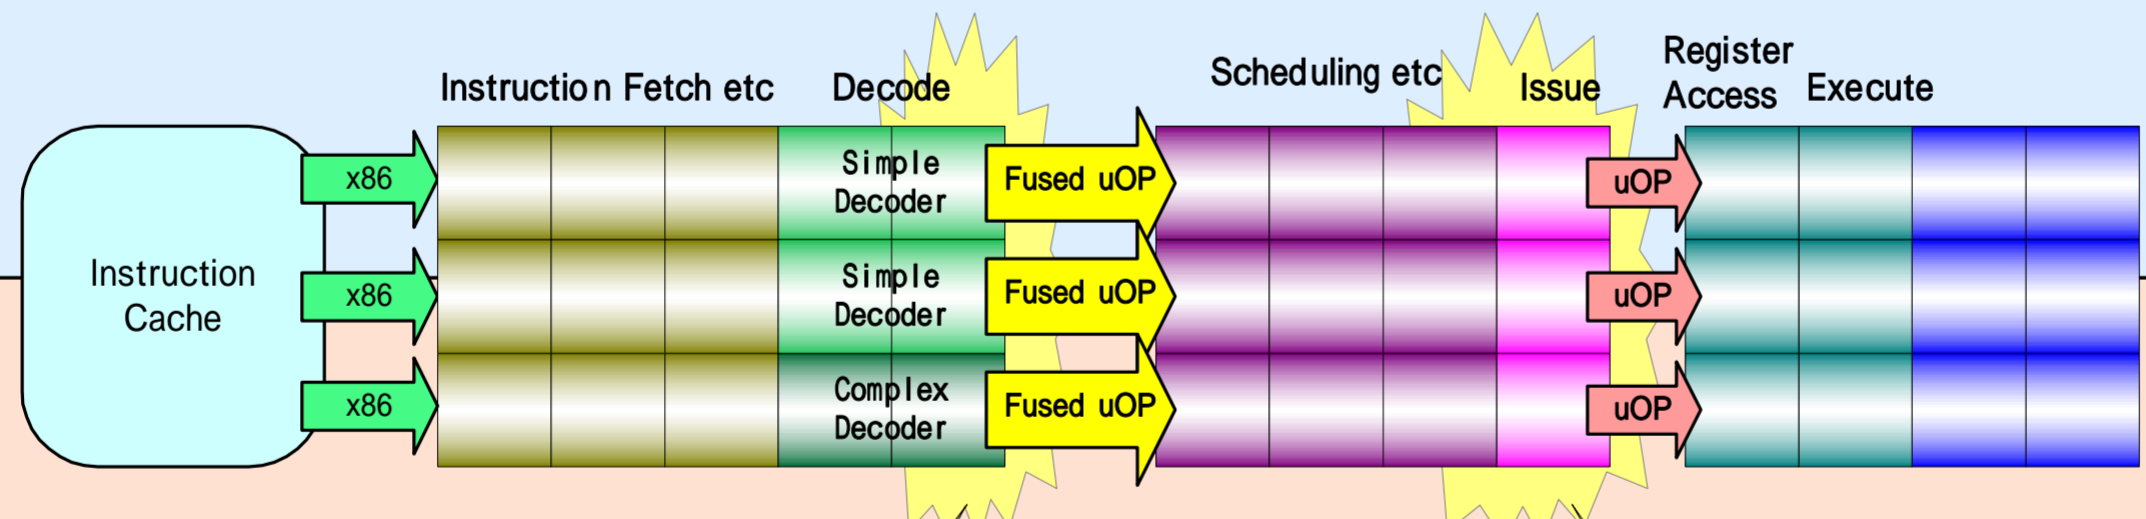 Instruction Fetch etc
Decode
Scheduling etc
Issue
Register
Access
Execute
Instruction
Cache
x86
x86
x86
Simple
Decoder
Simple
Decoder
Complex
Decoder
Fused uOP
Fused uOP
Fused uOP
uOP
uOP
uOP